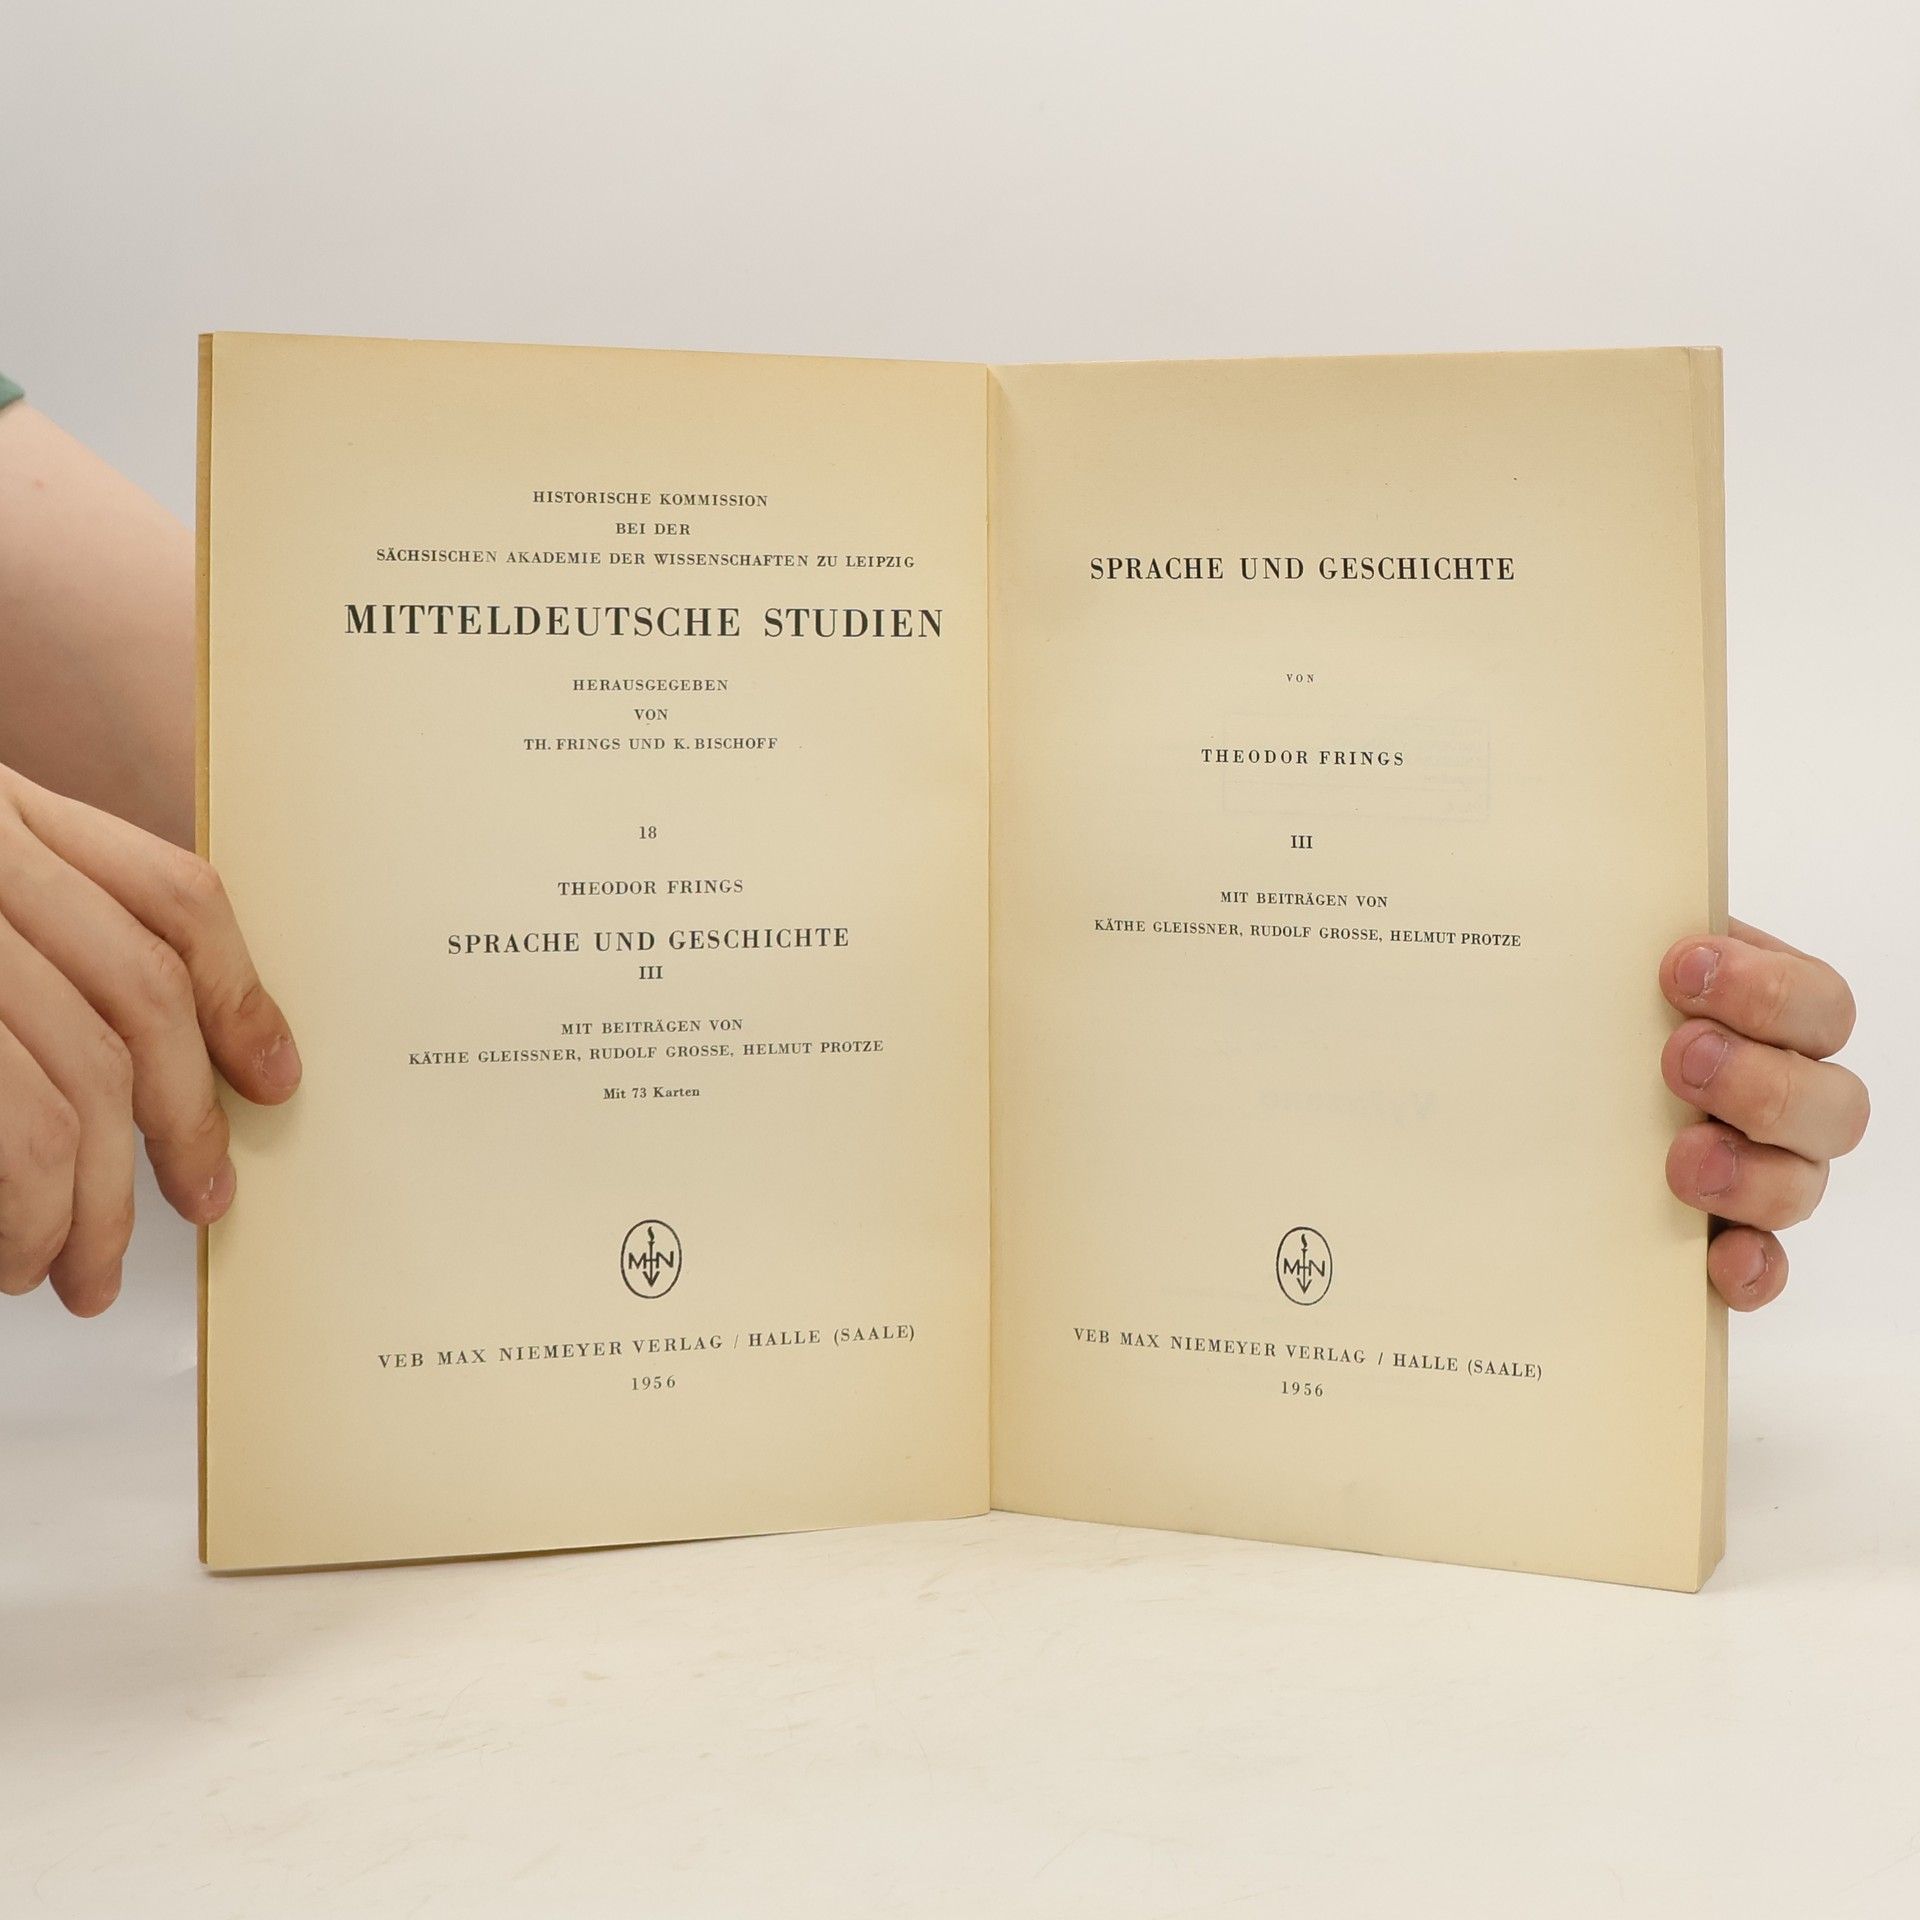 HISTORISCHE KOMMISSION
BEI DER
SÄCHSISCHEN AKADEMIE DER WISSENSCHAFTEN ZU LEIPZIG
MITTELDEUTSCHE STUDIEN
HERAUSGEGEBEN
VON
TH. FRINGS UND K. BISCHOFF
18
THEODOR FRINGS
SPRACHE UND GESCHICHTE
III
MIT BEITRÄGEN VON
KÄTHE GLEISSNER, RUDOLF GROSSE, HELMUT PROTZE
Mit 73 Karten
MN
VEB MAX NIEMEYER VERLAG / HALLE (SAALE)
1956
SPRACHE UND GESCHICHTE
VON
THEODOR FRINGS
III
MIT BEITRÄGEN VON
KÄTHE GLEISSNER, RUDOLF GROSSE, HELMUT PROTZE
MN
VEB MAX NIEMEYER VERLAG / HALLE (SAALE)
1956